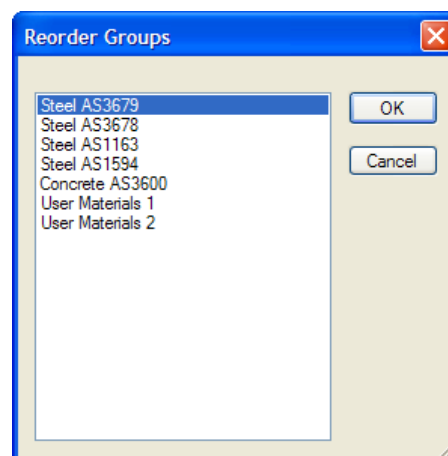 Reorder Groups
Steel AS3679
Steel AS3678
Steel AS1163
Steel AS1594
Concrete AS3600
User Materials 1
User Materials 2
OK
Cancel